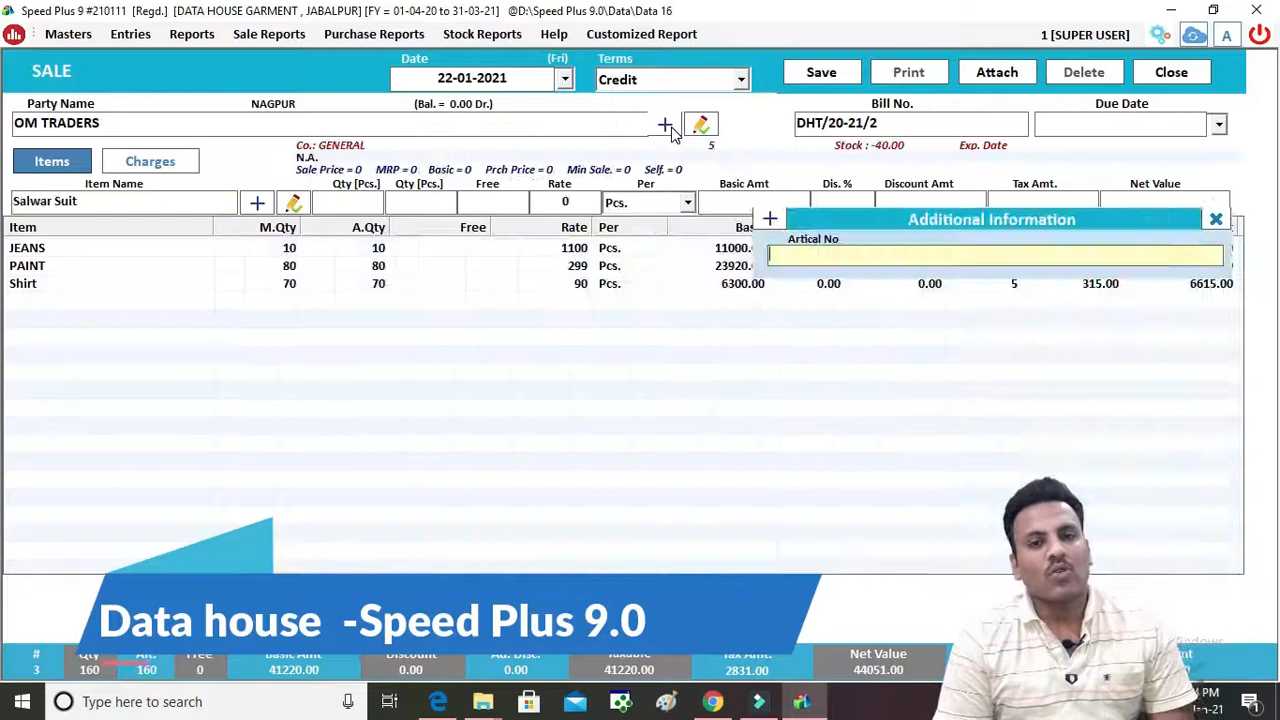 Speed Plus 9 #210111 [Regd.] [DATA HOUSE GARMENT , JABALPUR] [FY = 01-04-20 to 31-03-21] @D:\Speed Plus 9.0\Data\Data 16
Masters Entries Reports Sale Reports Purchase Reports Stock Reports Help Customized Report 1 [SUPER USER] A
Date (Fri) Terms
SALE 22-01-2021 Credit Save Print Attach Delete Close
Party Name NAGPUR (Bal. = 0.00 Dr.) Bill No. Due Date
OM TRADERS + DHT/20-21/2
Co.: GENERAL 5 Stock : -40.00 Exp. Date
Items Charges N.A.
Sale Price = 0 MRP = 0 Basic = 0 Prch Price = 0 Min Sale. = 0 Self. = 0
Item Name Qty [Pcs.] Qty [Pcs.] Free Rate Per Basic Amt Dis. % Discount Amt Tax Amt. Net Value
Salwar Suit + 0 Pcs.
+ Additional Information
Item M.Qty A.Qty Free Rate Per
Artical No
JEANS 10 10 1100 Pcs. 11000.
PAINT 80 80 299 Pcs. 23920.
Shirt 70 70 90 Pcs. 6300.00 0.00 0.00 5 315.00 6615.00
Data house -Speed Plus 9.0
# Qty Alt. Free Basic Amt Discount Ad. Disc. Taxable Tax Amt Net Value
3 160 160 0 41220.00 0.00 0.00 41220.00 2831.00 44051.00
Type here to search